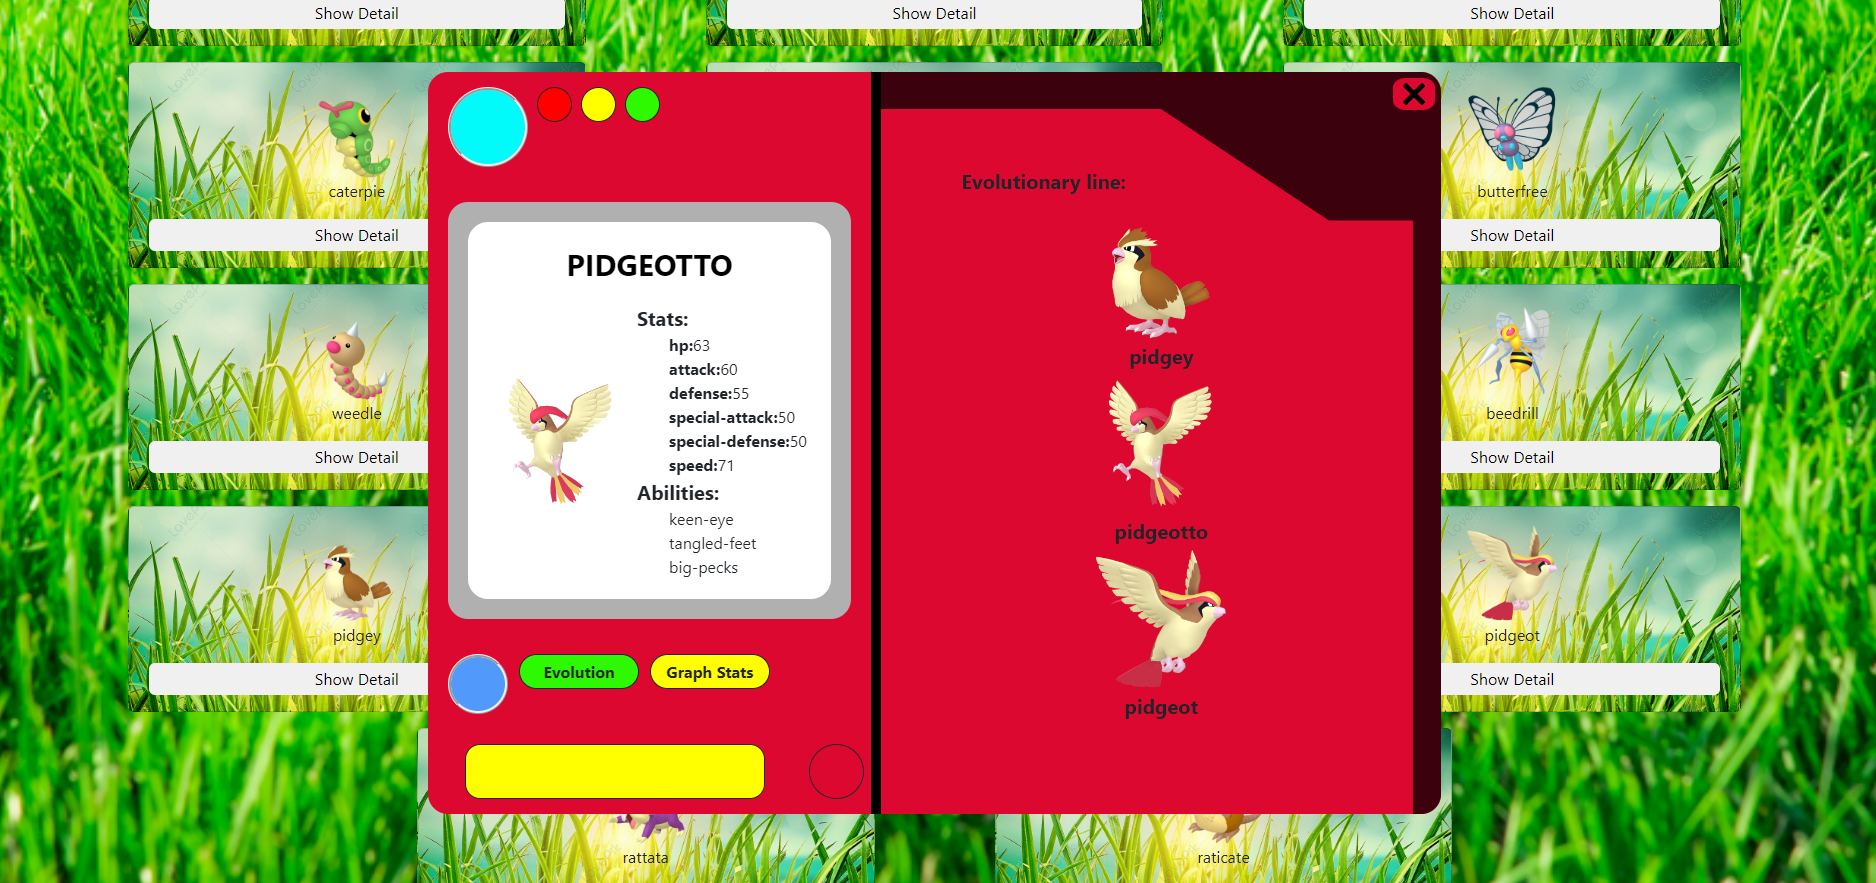 Show Detail
Show Detail
Show Detail
caterpie
Show Detail
butterfree
Show Detail
weedle
Show Detail
beedrill
Show Detail
pidgey
Show Detail
pidgeot
Show Detail
PIDGEOTTO
Stats:
hp:63
attack:60
defense:55
special-attack:50
special-defense:50
speed:71
Abilities:
keen-eye
tangled-feet
big-pecks
Evolution
Graph Stats
Evolutionary line:
pidgey
pidgeotto
pidgeot
rattata
raticate